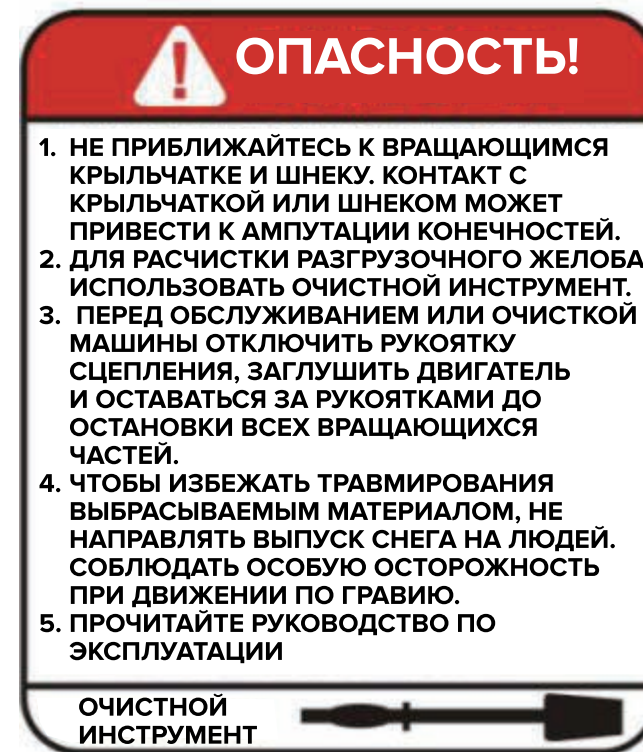 ОПАСНОСТЬ!
1. НЕ ПРИБЛИЖАЙТЕСЬ К ВРАЩАЮЩИМСЯ
КРЫЛЬЧАТКЕ И ШНЕКУ. КОНТАКТ С
КРЫЛЬЧАТКОЙ ИЛИ ШНЕКОМ МОЖЕТ
ПРИВЕСТИ К АМПУТАЦИИ КОНЕЧНОСТЕЙ.
2. ДЛЯ РАСЧИСТКИ РАЗГРУЗОЧНОГО ЖЕЛОБА
ИСПОЛЬЗОВАТЬ ОЧИСТНОЙ ИНСТРУМЕНТ.
3. ПЕРЕД ОБСЛУЖИВАНИЕМ ИЛИ ОЧИСТКОЙ
МАШИНЫ ОТКЛЮЧИТЬ РУКОЯТКУ
СЦЕПЛЕНИЯ, ЗАГЛУШИТЬ ДВИГАТЕЛЬ
И ОСТАВАТЬСЯ ЗА РУКОЯТКАМИ ДО
ОСТАНОВКИ ВСЕХ ВРАЩАЮЩИХСЯ
ЧАСТЕЙ.
4. ЧТОБЫ ИЗБЕЖАТЬ ТРАВМИРОВАНИЯ
ВЫБРАСЫВАЕМЫМ МАТЕРИАЛОМ, НЕ
НАПРАВЛЯТЬ ВЫПУСК СНЕГА НА ЛЮДЕЙ.
СОБЛЮДАТЬ ОСОБУЮ ОСТОРОЖНОСТЬ
ПРИ ДВИЖЕНИИ ПО ГРАВИЮ.
5. ПРОЧИТАЙТЕ РУКОВОДСТВО ПО
ЭКСПЛУАТАЦИИ
ОЧИСТНОЙ
ИНСТРУМЕНТ